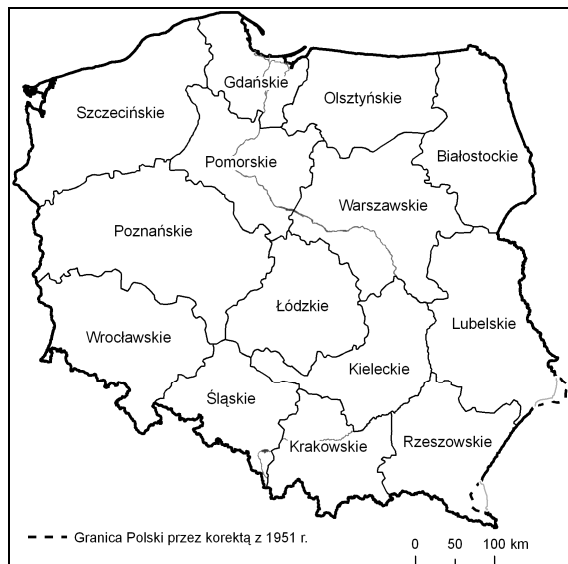 Gdańskie
Olsztyńskie
Szczecińskie
Białostockie
Pomorskie
Warszawskie
Poznańskie
Łódzkie
Lubelskie
Wrocławskie
Kieleckie
Śląskie
Rzeszowskie
Krakowskie
Granica Polski przez korektą z 1951 r.
0 50 100 km